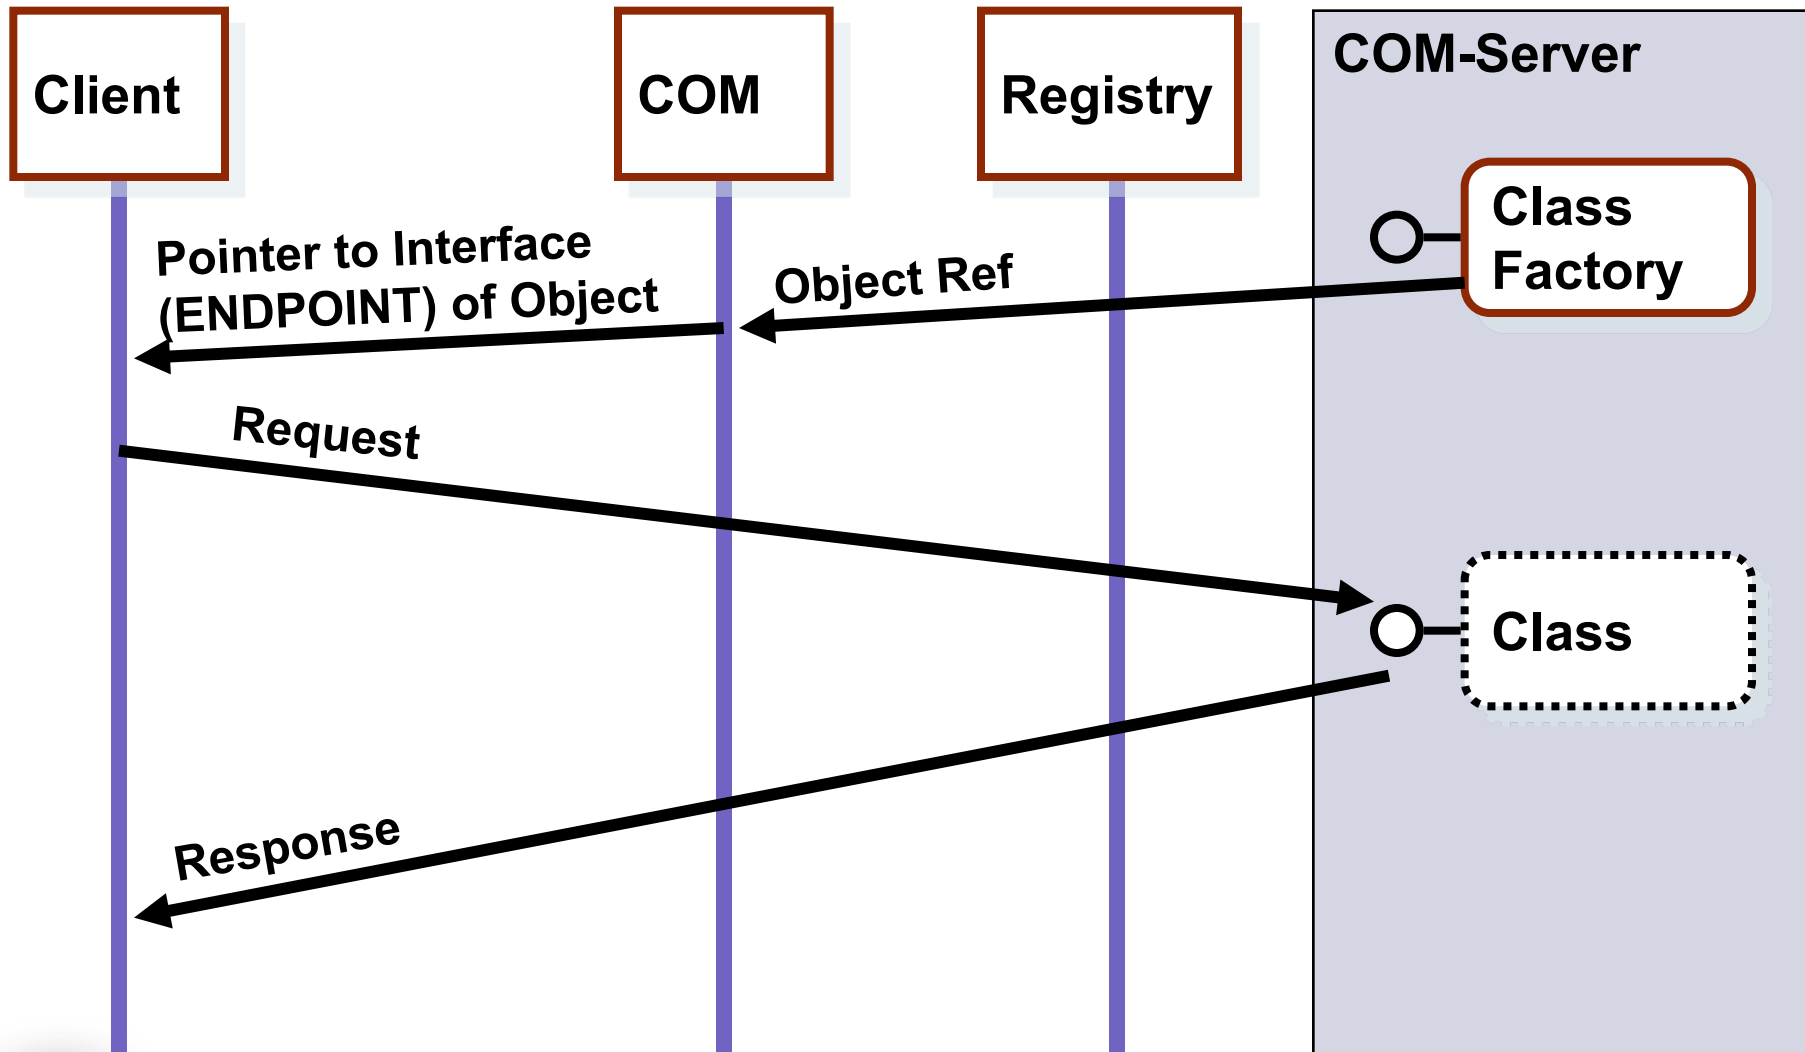 Client
COM
Registry
COM-Server
Class
Factory
Pointer to Interface
(ENDPOINT) of Object
Object Ref
Request
Class
Response